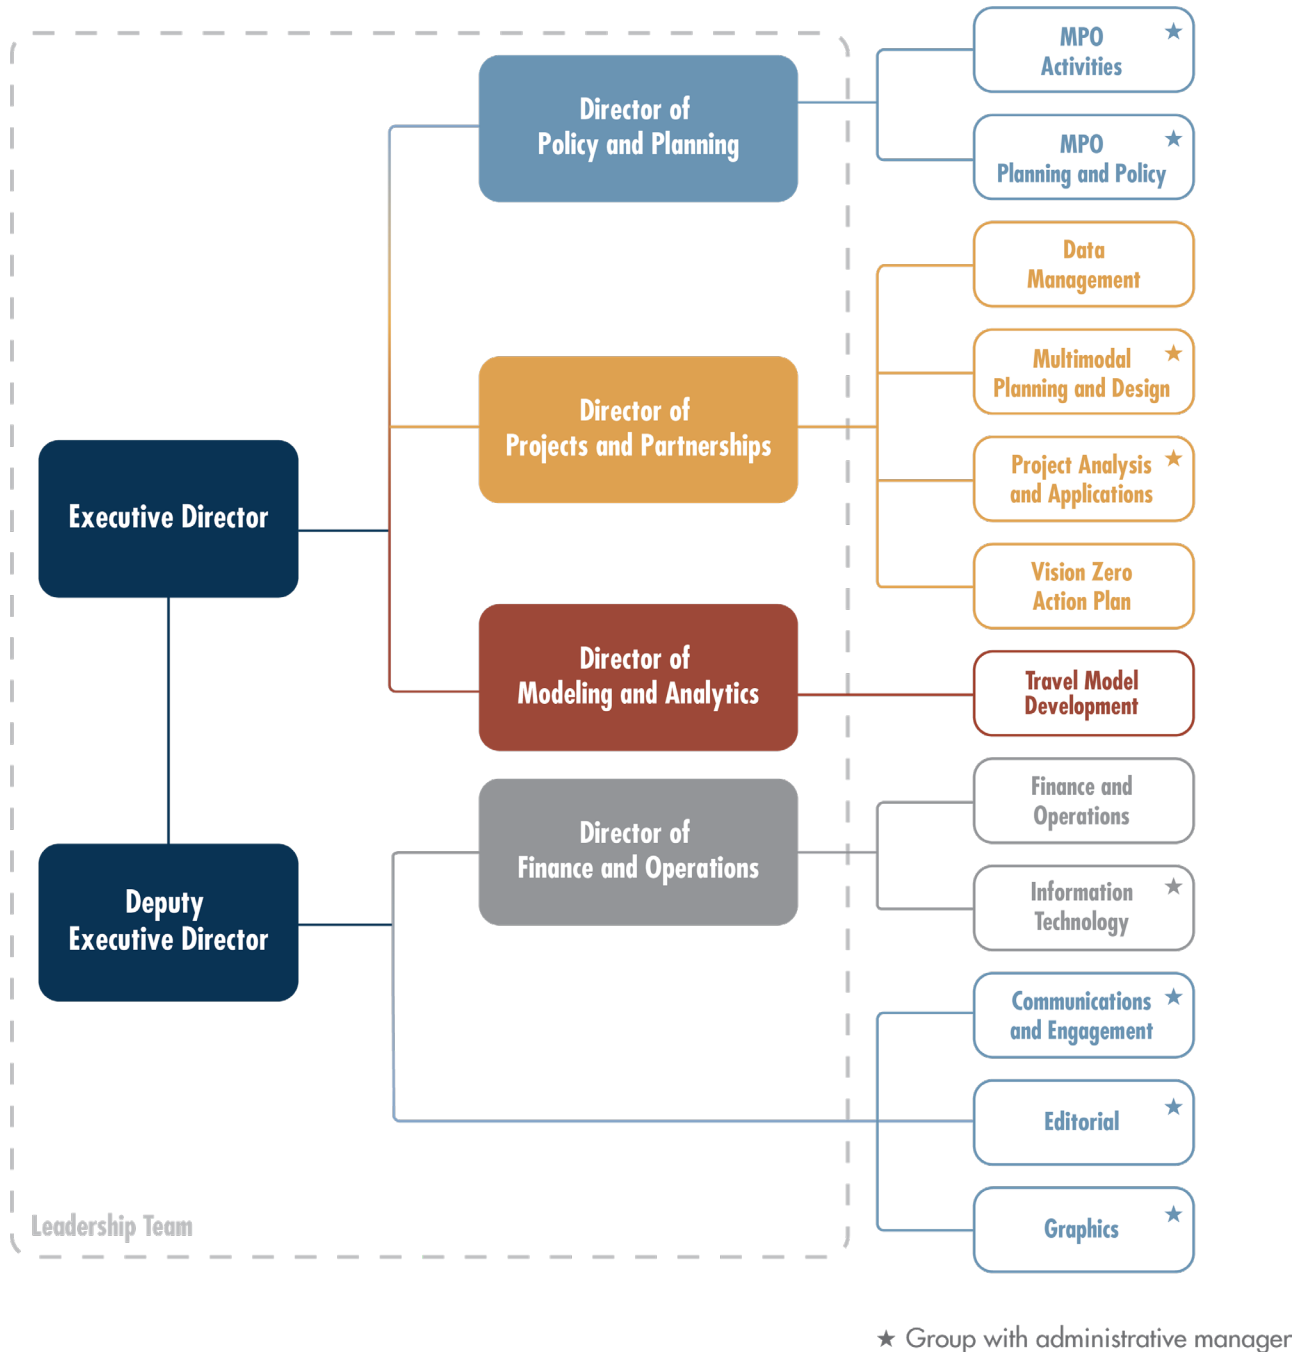 MPO
Activities
Director of
Policy and Planning
MPO
Planning and Policy
Data
Management
Multimodal
Planning and Design
Director of
Projects and Partnerships
Project Analysis
and Applications
Executive Director
Vision Zero
Action Plan
Director of
Modeling and Analytics
Travel Model
Development
Finance and
Operations
Director of
Finance and Operations
Information
Technology
Deputy
Executive Director
Communications
and Engagement
Editorial
Graphics
Leadership Team
★ Group with administrative manager